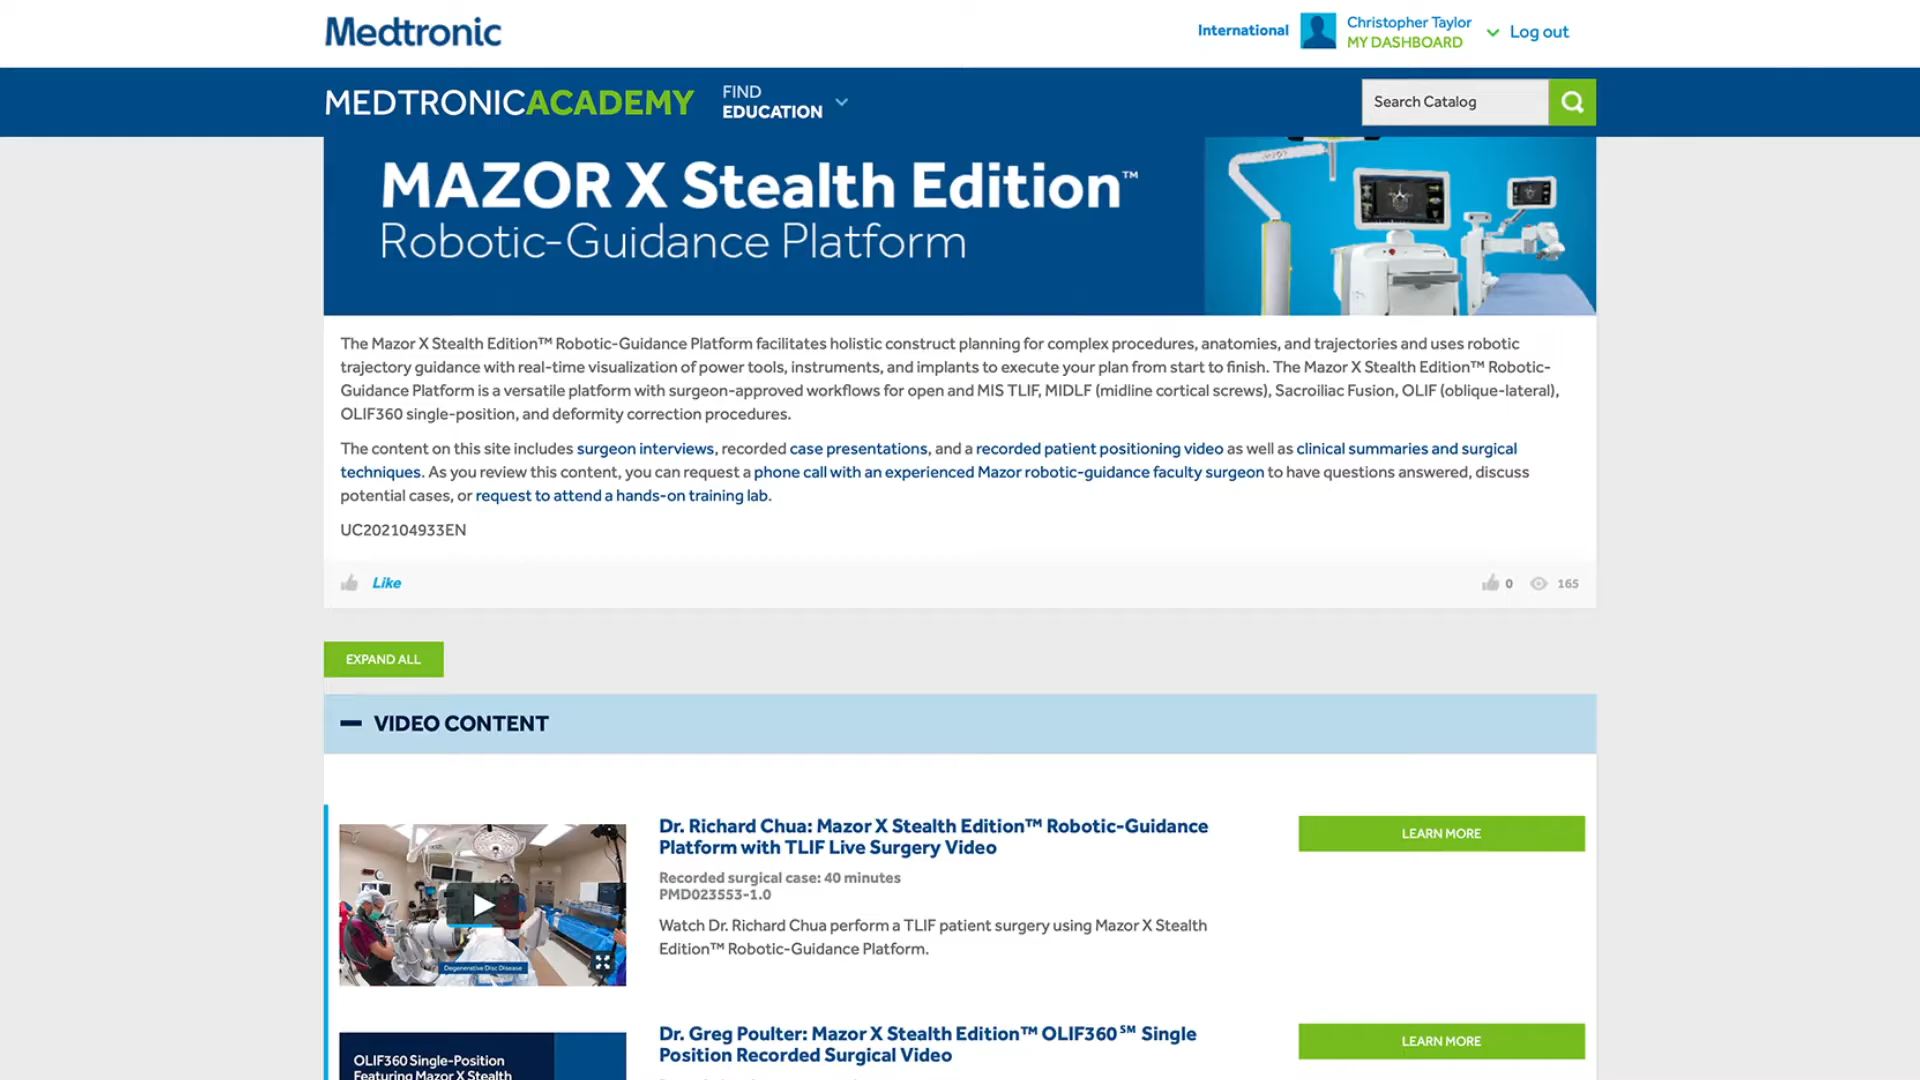 Medtronic
International
Christopher Taylor
MY DASHBOARD
Log out
MEDTRONICACADEMY
FIND
EDUCATION
Search Catalog
MAZOR X Stealth Edition™
Robotic-Guidance Platform
The Mazor X Stealth Edition™ Robotic-Guidance Platform facilitates holistic construct planning for complex procedures, anatomies, and trajectories and uses robotic
trajectory guidance with real-time visualization of power tools, instruments, and implants to execute your plan from start to finish. The Mazor X Stealth Edition™ Robotic-
Guidance Platform is a versatile platform with surgeon-approved workflows for open and MIS TLIF, MIDLF (midline cortical screws), Sacroiliac Fusion, OLIF (oblique-lateral),
OLIF360 single-position, and deformity correction procedures.
The content on this site includes surgeon interviews, recorded case presentations, and a recorded patient positioning video as well as clinical summaries and surgical
techniques. As you review this content, you can request a phone call with an experienced Mazor robotic-guidance faculty surgeon to have questions answered, discuss
potential cases, or request to attend a hands-on training lab.
UC202104933EN
Like
0
165
EXPAND ALL
VIDEO CONTENT
Dr. Richard Chua: Mazor X Stealth Edition™ Robotic-Guidance
Platform with TLIF Live Surgery Video
Recorded surgical case: 40 minutes
PMD023553-1.0
Watch Dr. Richard Chua perform a TLIF patient surgery using Mazor X Stealth
Edition™ Robotic-Guidance Platform.
LEARN MORE
Degenerative Disc Disease
Dr. Greg Poulter: Mazor X Stealth Edition™ OLIF360℠ Single
Position Recorded Surgical Video
LEARN MORE
OLIF360 Single-Position
Featuring Mazor X Stealth